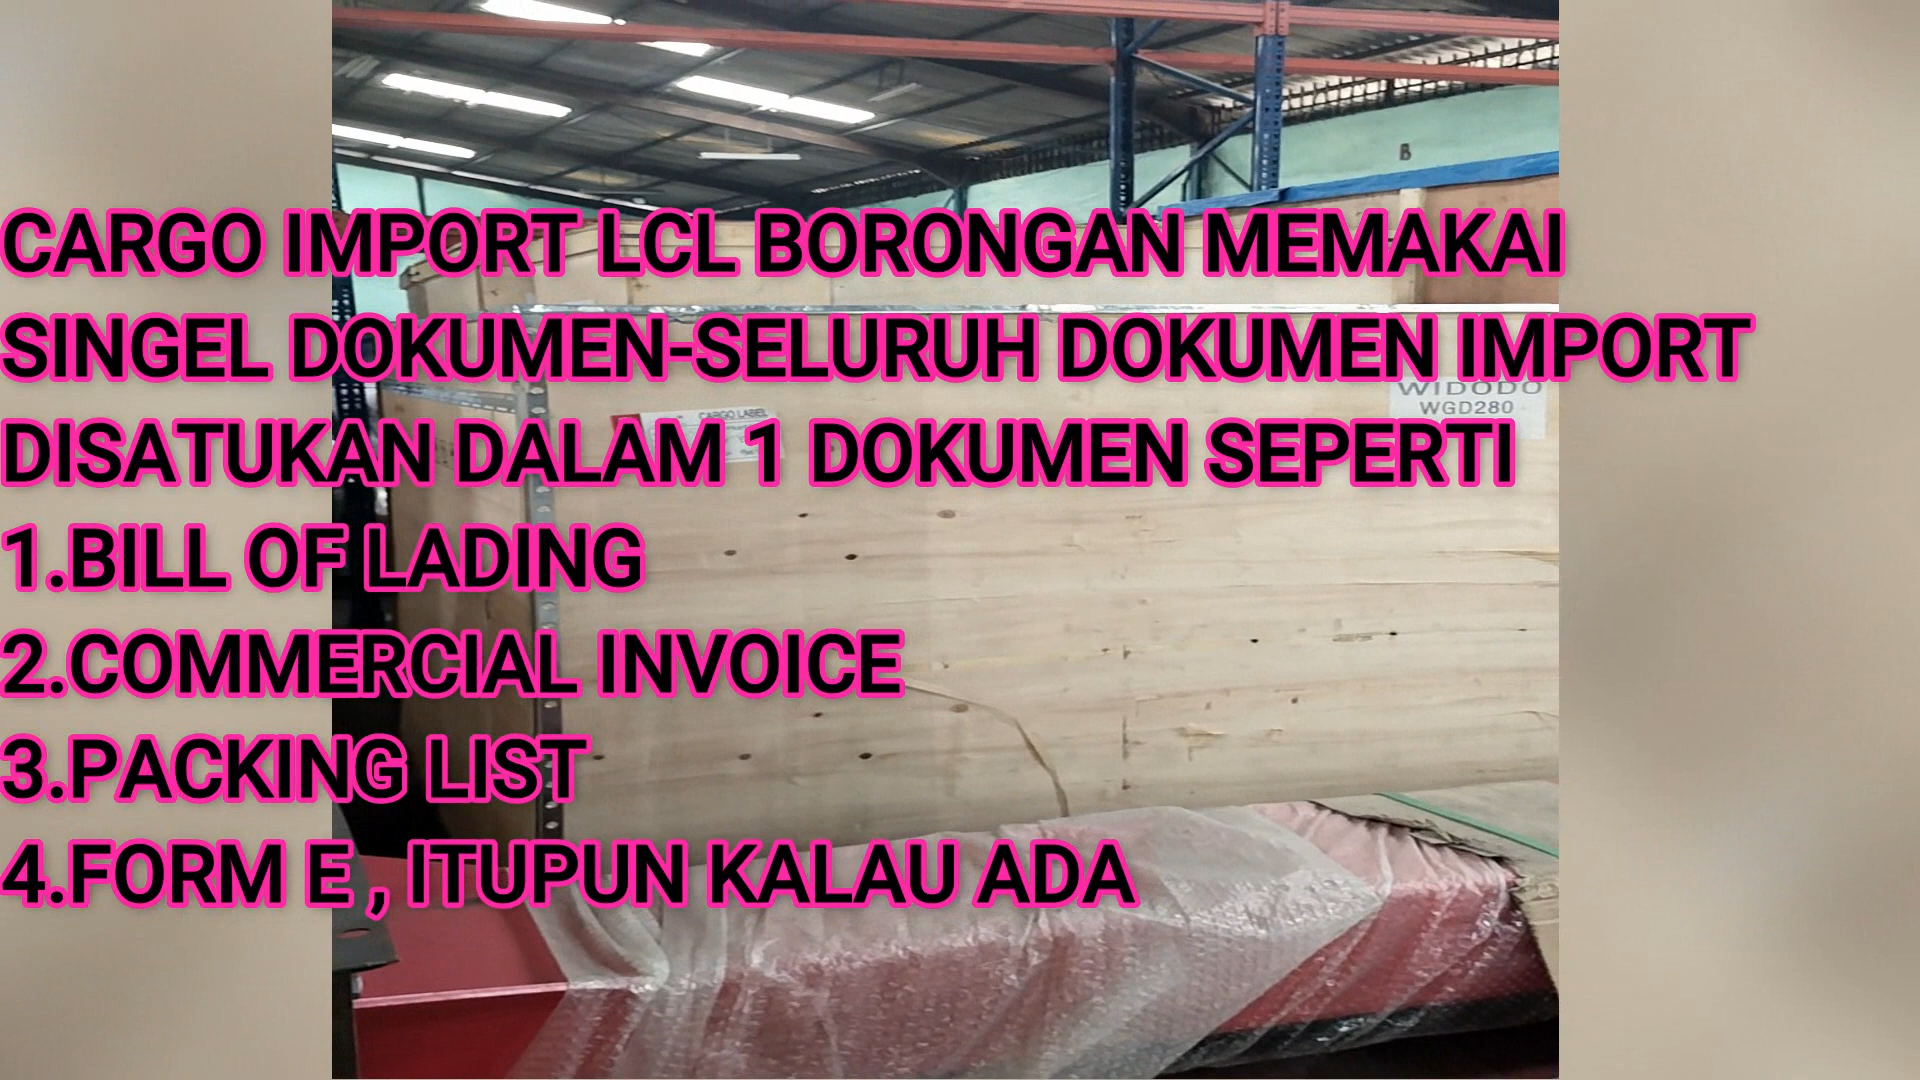 B
CARGO IMPORT LCL BORONGAN MEMAKAI
SINGEL DOKUMEN-SELURUH DOKUMEN IMPORT
WIDODO
WGD280
CARGO LABEL
DISATUKAN DALAM 1 DOKUMEN SEPERTI
1.BILL OF LADING
2.COMMERCIAL INVOICE
3.PACKING LIST
4.FORM E , ITUPUN KALAU ADA